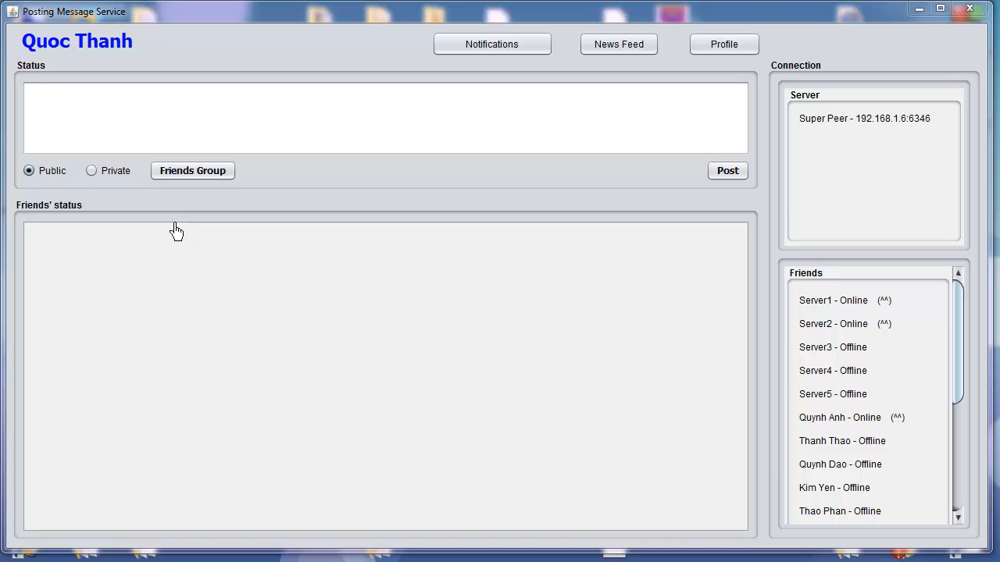 Posting Message Service
Quoc Thanh
Notifications
News Feed
Profile
Status
Public
Private
Friends Group
Post
Friends' status
Connection
Server
Super Peer - 192.168.1.6:6346
Friends
Server1 - Online (^^)
Server2 - Online (^^)
Server3 - Offline
Server4 - Offline
Server5 - Offline
Quynh Anh - Online (^^)
Thanh Thao - Offline
Quynh Dao - Offline
Kim Yen - Offline
Thao Phan - Offline